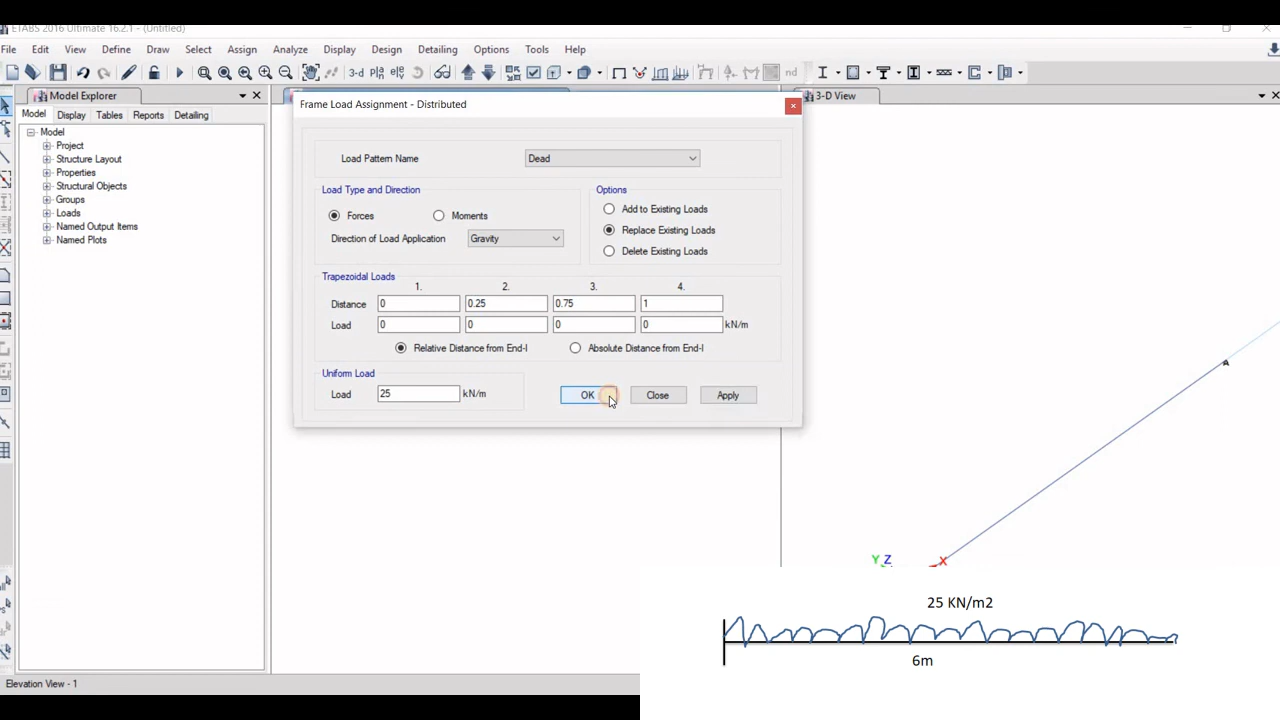 ETABS 2016 Ultimate 16.2.1 - (Untitled)
File Edit View Define Draw Select Assign Analyze Display Design Detailing Options Tools Help
3-d plà elè nd
Model Explorer
Model Display Tables Reports Detailing
Model
Project
Structure Layout
Properties
Structural Objects
Groups
Loads
Named Output Items
Named Plots
Frame Load Assignment - Distributed
Load Pattern Name Dead
Load Type and Direction
Forces Moments
Direction of Load Application Gravity
Options
Add to Existing Loads
Replace Existing Loads
Delete Existing Loads
Trapezoidal Loads
1. 2. 3. 4.
Distance 0 0.25 0.75 1
Load 0 0 0 0 kN/m
Relative Distance from End-I Absolute Distance from End-I
Uniform Load
Load 25 kN/m
OK Close Apply
3-D View
A
Y Z X
25 KN/m2
6m
Elevation View - 1